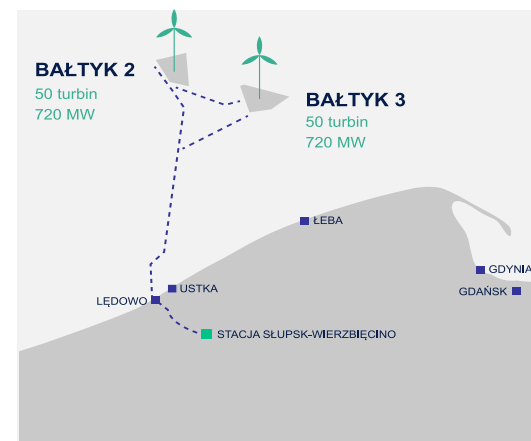 BAŁTYK 2
50 turbin
720 MW
BAŁTYK 3
50 turbin
720 MW
ŁEBA
GDYNIA
GDAŃSK
USTKA
LĘDOWO
STACJA SŁUPSK-WIERZBIĘCINO